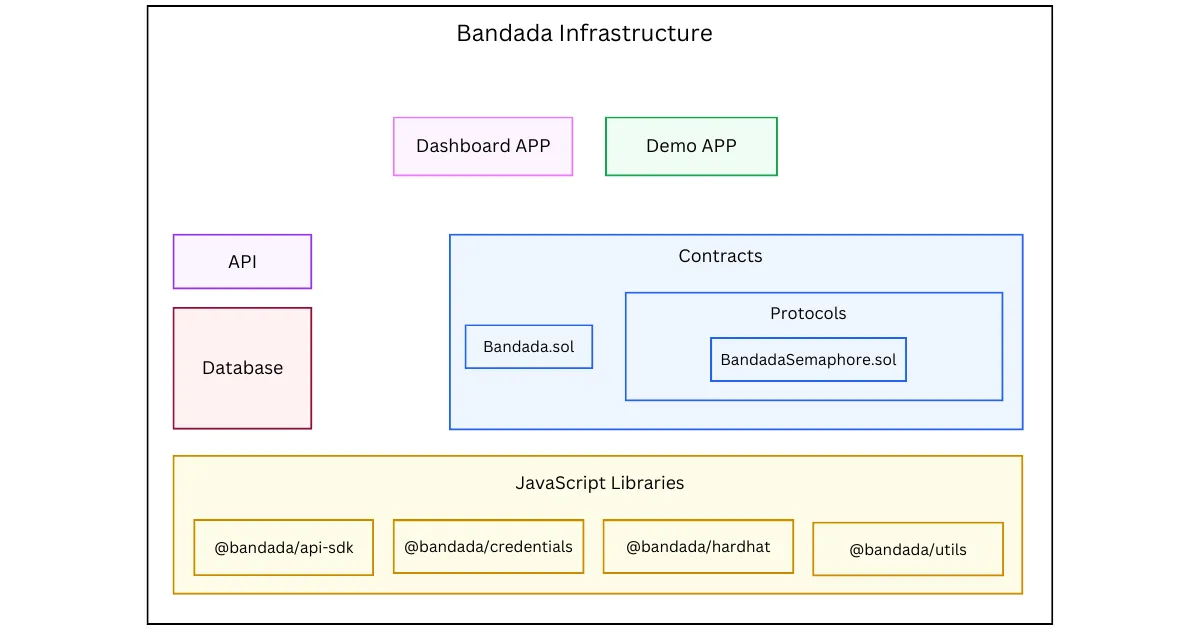 Bandada Infrastructure
Dashboard APP
Demo APP
API
Database
Contracts
Bandada.sol
Protocols
BandadaSemaphore.sol
JavaScript Libraries
@bandada/api-sdk
@bandada/credentials
@bandada/hardhat
@bandada/utils